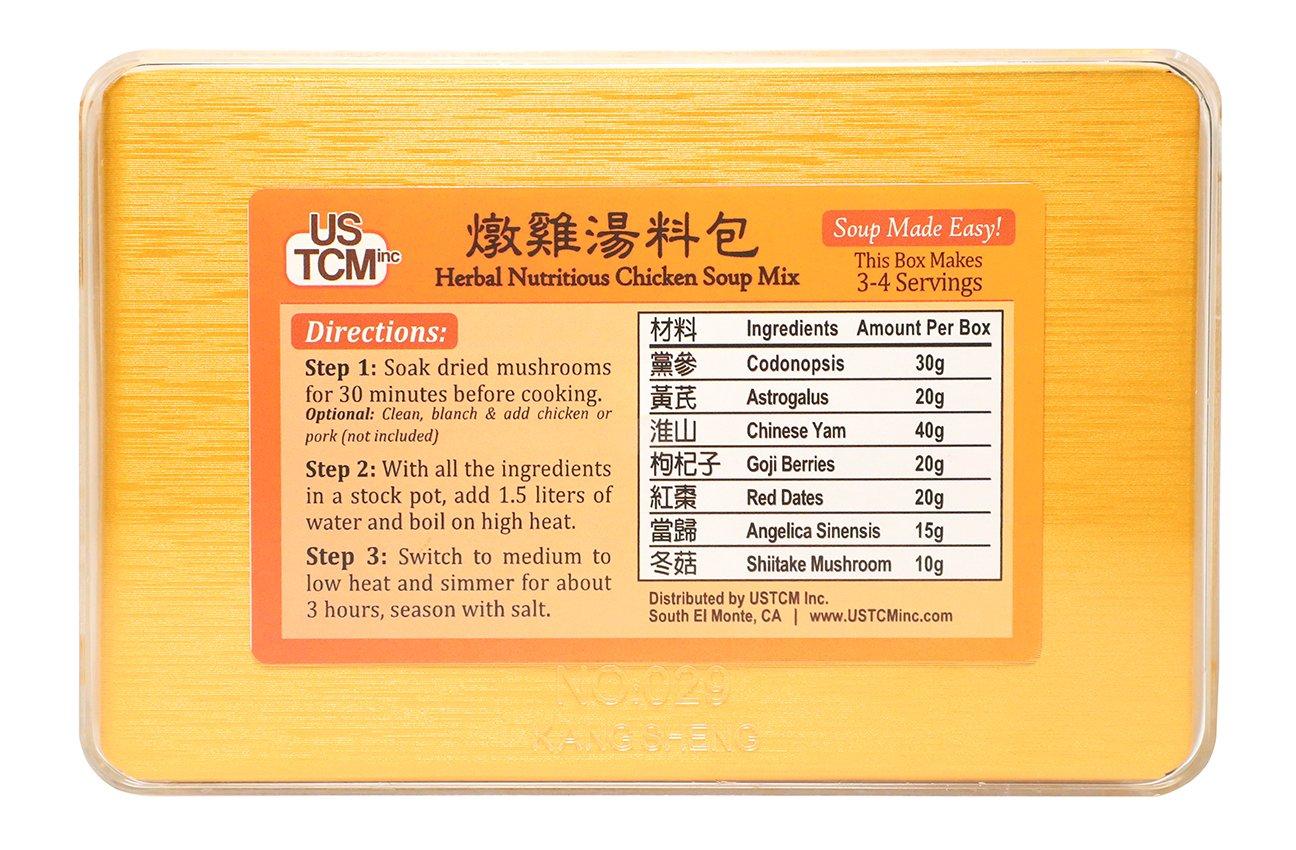 US
TCM inc
燉雞湯料包
Herbal Nutritious Chicken Soup Mix
Soup Made Easy!
This Box Makes
3-4 Servings
Directions:
Step 1: Soak dried mushrooms
for 30 minutes before cooking.
Optional: Clean, blanch & add chicken or
pork (not included)
Step 2: With all the ingredients
in a stock pot, add 1.5 liters of
water and boil on high heat.
Step 3: Switch to medium to
low heat and simmer for about
3 hours, season with salt.
材料 Ingredients Amount Per Box
黨參 Codonopsis 30g
黃芪 Astrogalus 20g
淮山 Chinese Yam 40g
枸杞子 Goji Berries 20g
紅棗 Red Dates 20g
當歸 Angelica Sinensis 15g
冬菇 Shiitake Mushroom 10g
Distributed by USTCM Inc.
South El Monte, CA | www.USTCMinc.com
NO:029
KANG SHENG